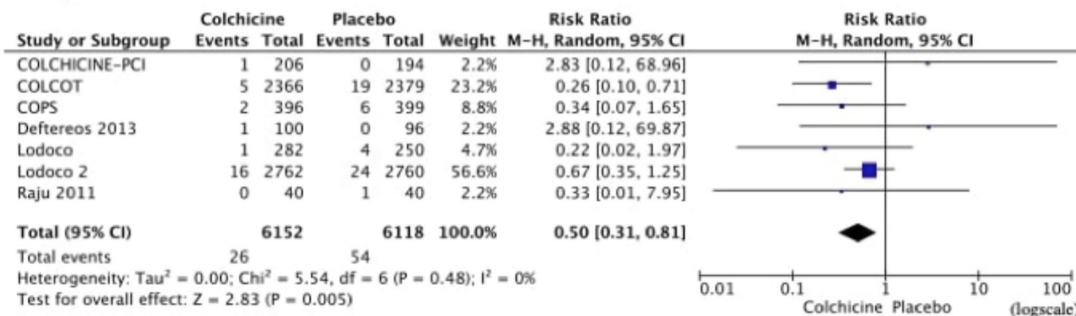 Colchicine Placebo Risk Ratio Risk Ratio
Study or Subgroup Events Total Events Total Weight M-H, Random, 95% CI M-H, Random, 95% CI
COLCHICINE-PCI 1 206 0 194 2.2% 2.83 [0.12, 68.96]
COLCOT 5 2366 19 2379 23.2% 0.26 [0.10, 0.71]
COPS 2 396 6 399 8.8% 0.34 [0.07, 1.65]
Deftereos 2013 1 100 0 96 2.2% 2.88 [0.12, 69.87]
Lodoco 1 282 4 250 4.7% 0.22 [0.02, 1.97]
Lodoco 2 16 2762 24 2760 56.6% 0.67 [0.35, 1.25]
Raju 2011 0 40 1 40 2.2% 0.33 [0.01, 7.95]
Total (95% CI) 6152 6118 100.0% 0.50 [0.31, 0.81]
Total events 26 54
Heterogeneity: Tau² = 0.00; Chi² = 5.54, df = 6 (P = 0.48); I² = 0%
Test for overall effect: Z = 2.83 (P = 0.005)
0.01 0.1 1 10 100
Colchicine Placebo (logscale)